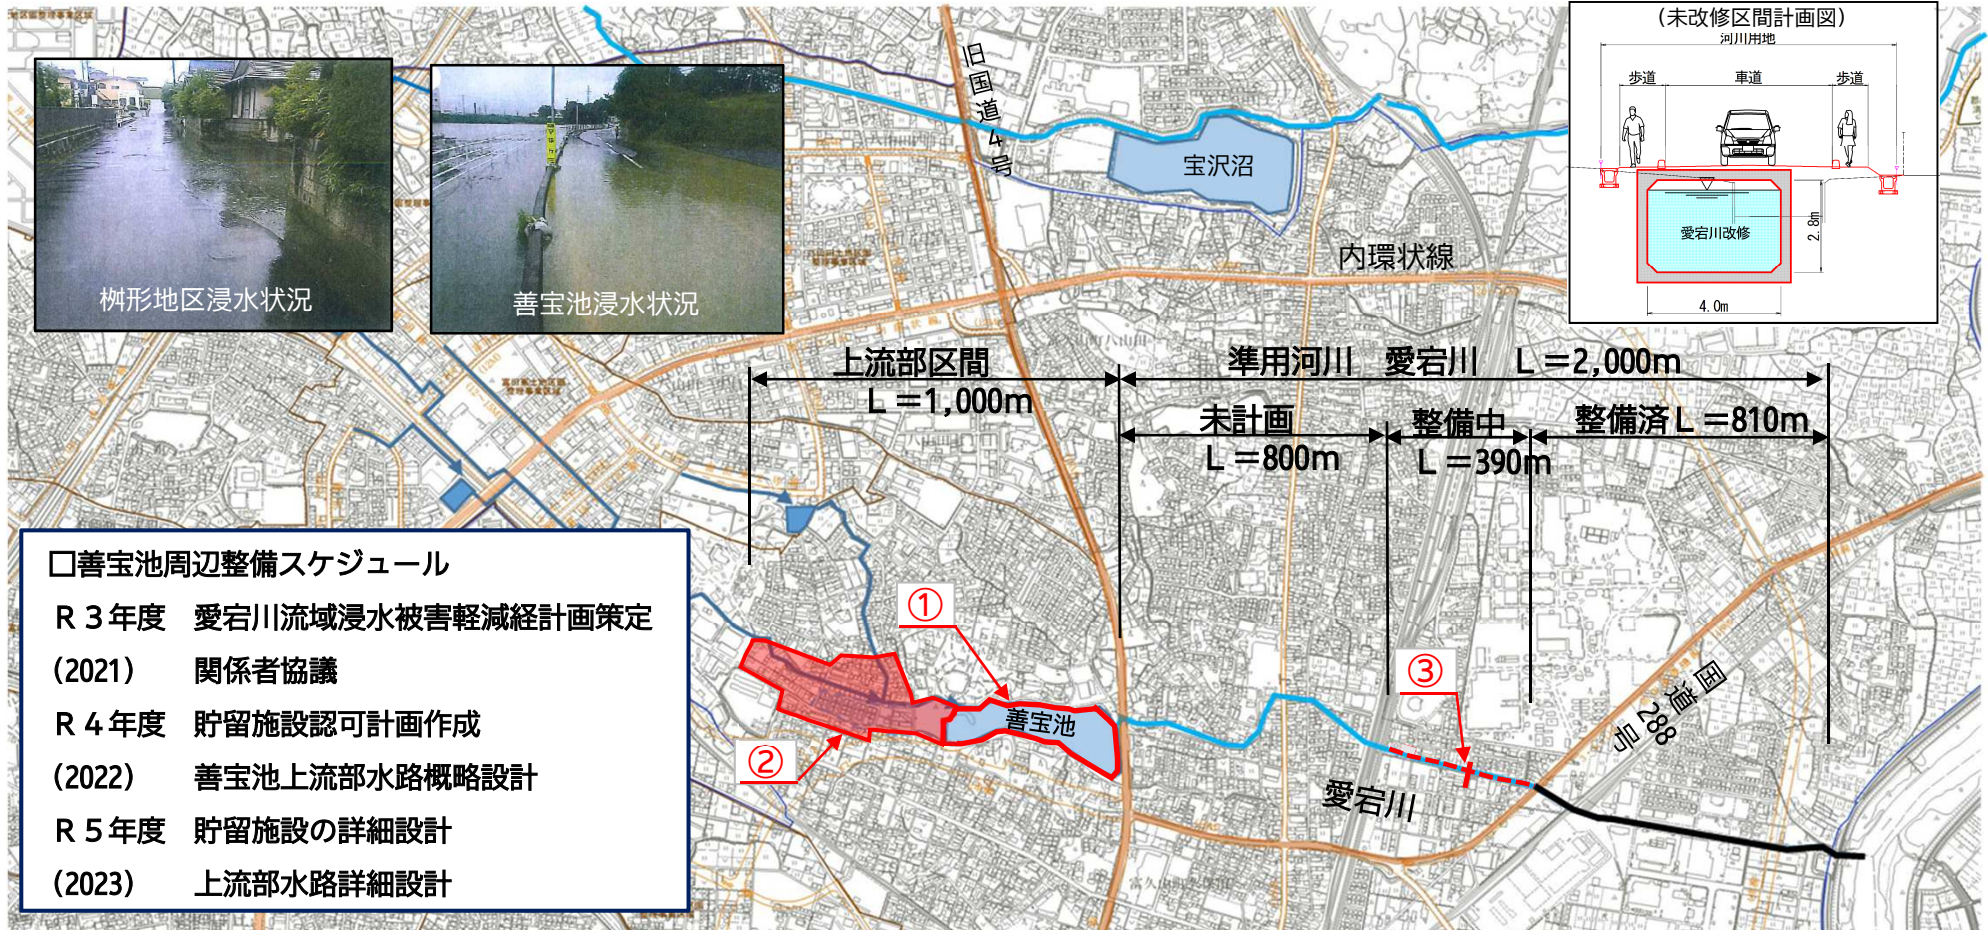 桝形地区浸水状況
善宝池浸水状況
旧国道4号
宝沢沼
内環状線
(未改修区間計画図)
河川用地
歩道 車道 歩道
愛宕川改修
2.8m
4.0m
上流部区間
L=1,000m
準用河川 愛宕川 L=2,000m
未計画
L=800m
整備中
L=390m
整備済L=810m
□善宝池周辺整備スケジュール
R3年度 愛宕川流域浸水被害軽減経計画策定
(2021) 関係者協議
R4年度 貯留施設認可計画作成
(2022) 善宝池上流部水路概略設計
R5年度 貯留施設の詳細設計
(2023) 上流部水路詳細設計
①
善宝池
②
③
愛宕川
国道288号